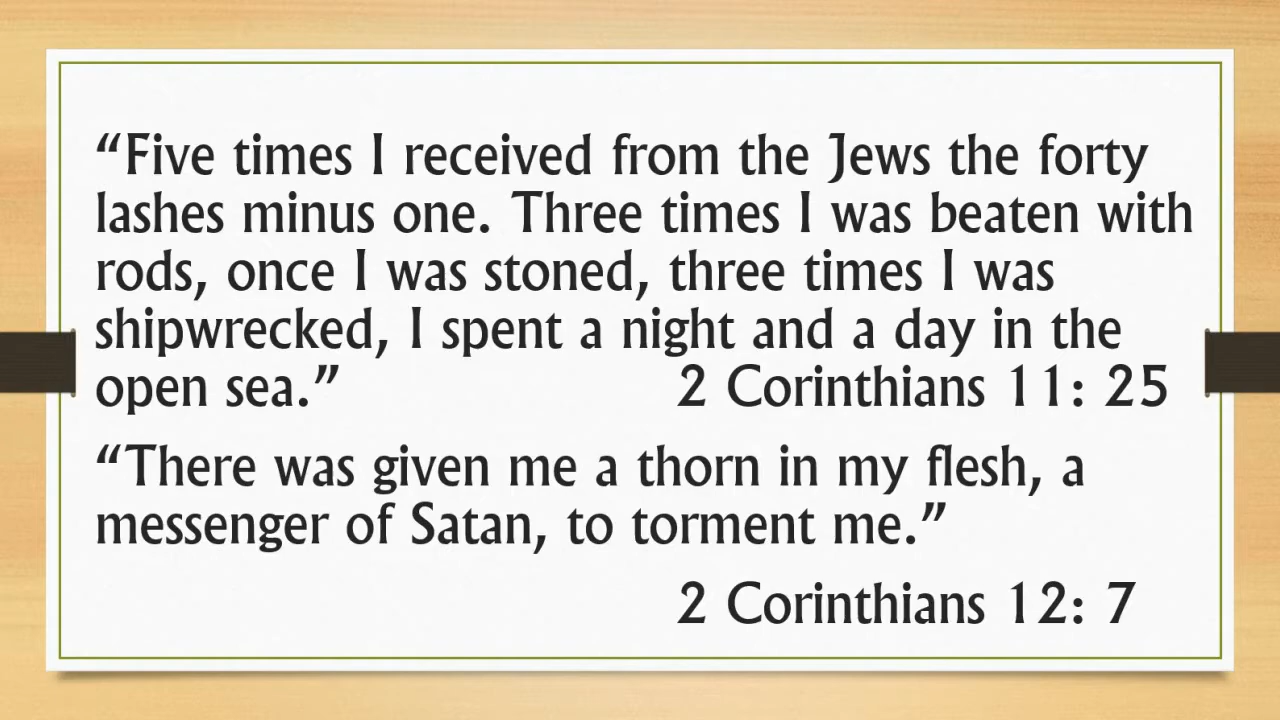 “Five times I received from the Jews the forty
lashes minus one. Three times I was beaten with
rods, once I was stoned, three times I was
shipwrecked, I spent a night and a day in the
open sea.” 2 Corinthians 11: 25
“There was given me a thorn in my flesh, a
messenger of Satan, to torment me.”
2 Corinthians 12: 7